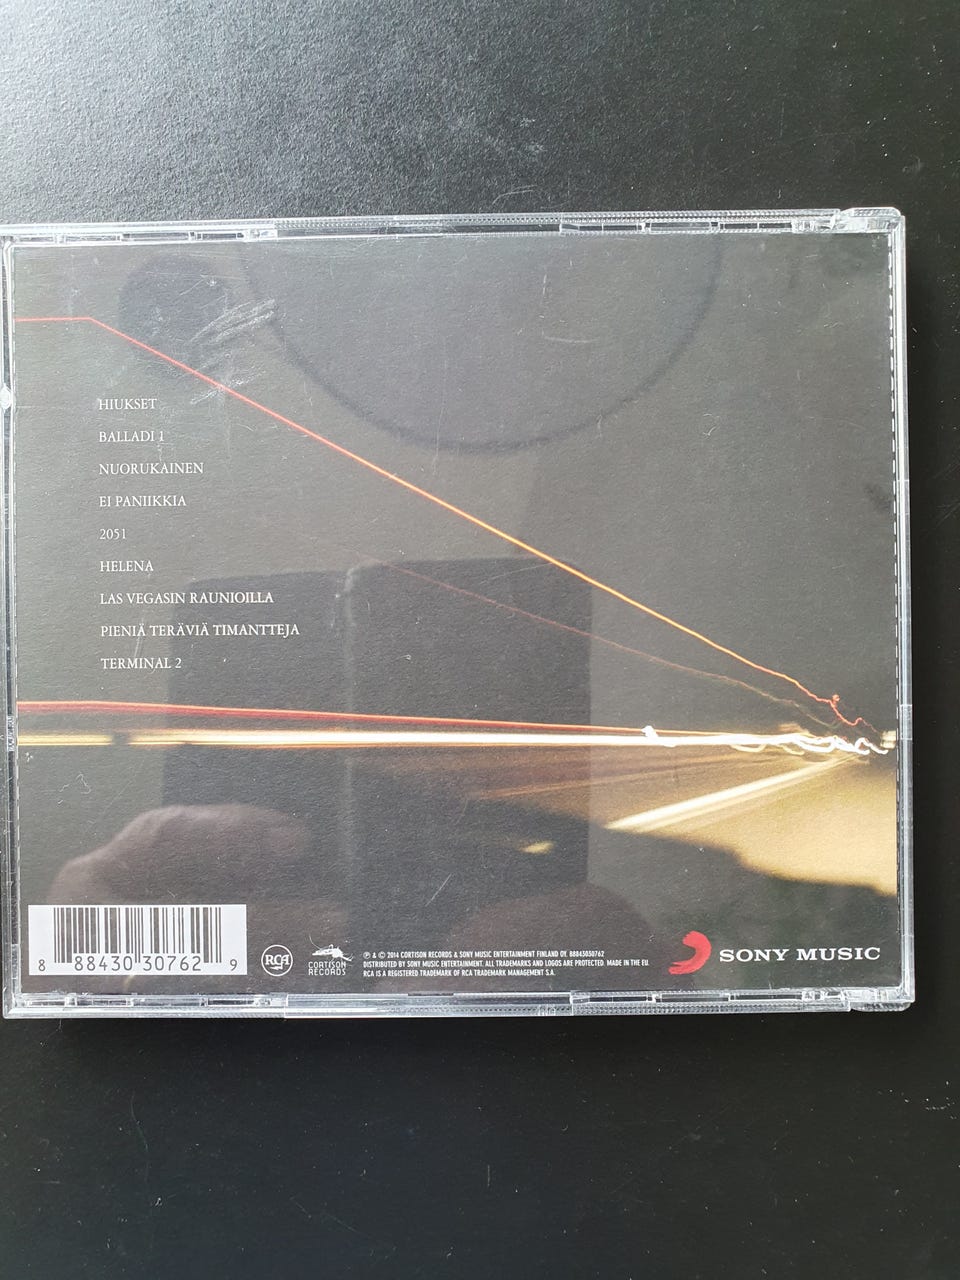 HIUKSET
BALLADI 1
NUORUKAINEN
EI PANIIKKIA
2051
HELENA
LAS VEGASIN RAUNIOILLA
PIENIÄ TERÄVIÄ TIMANTTEJA
TERMINAL 2
8 88430 30762 9
RCA
CORTISON
RECORDS
℗ & © 2014 CORTISON RECORDS & SONY MUSIC ENTERTAINMENT FINLAND OY. 88843030762
DISTRIBUTED BY SONY MUSIC ENTERTAINMENT. ALL TRADEMARKS AND LOGOS ARE PROTECTED. MADE IN THE EU.
RCA IS A REGISTERED TRADEMARK OF RCA TRADEMARK MANAGEMENT S.A.
SONY MUSIC